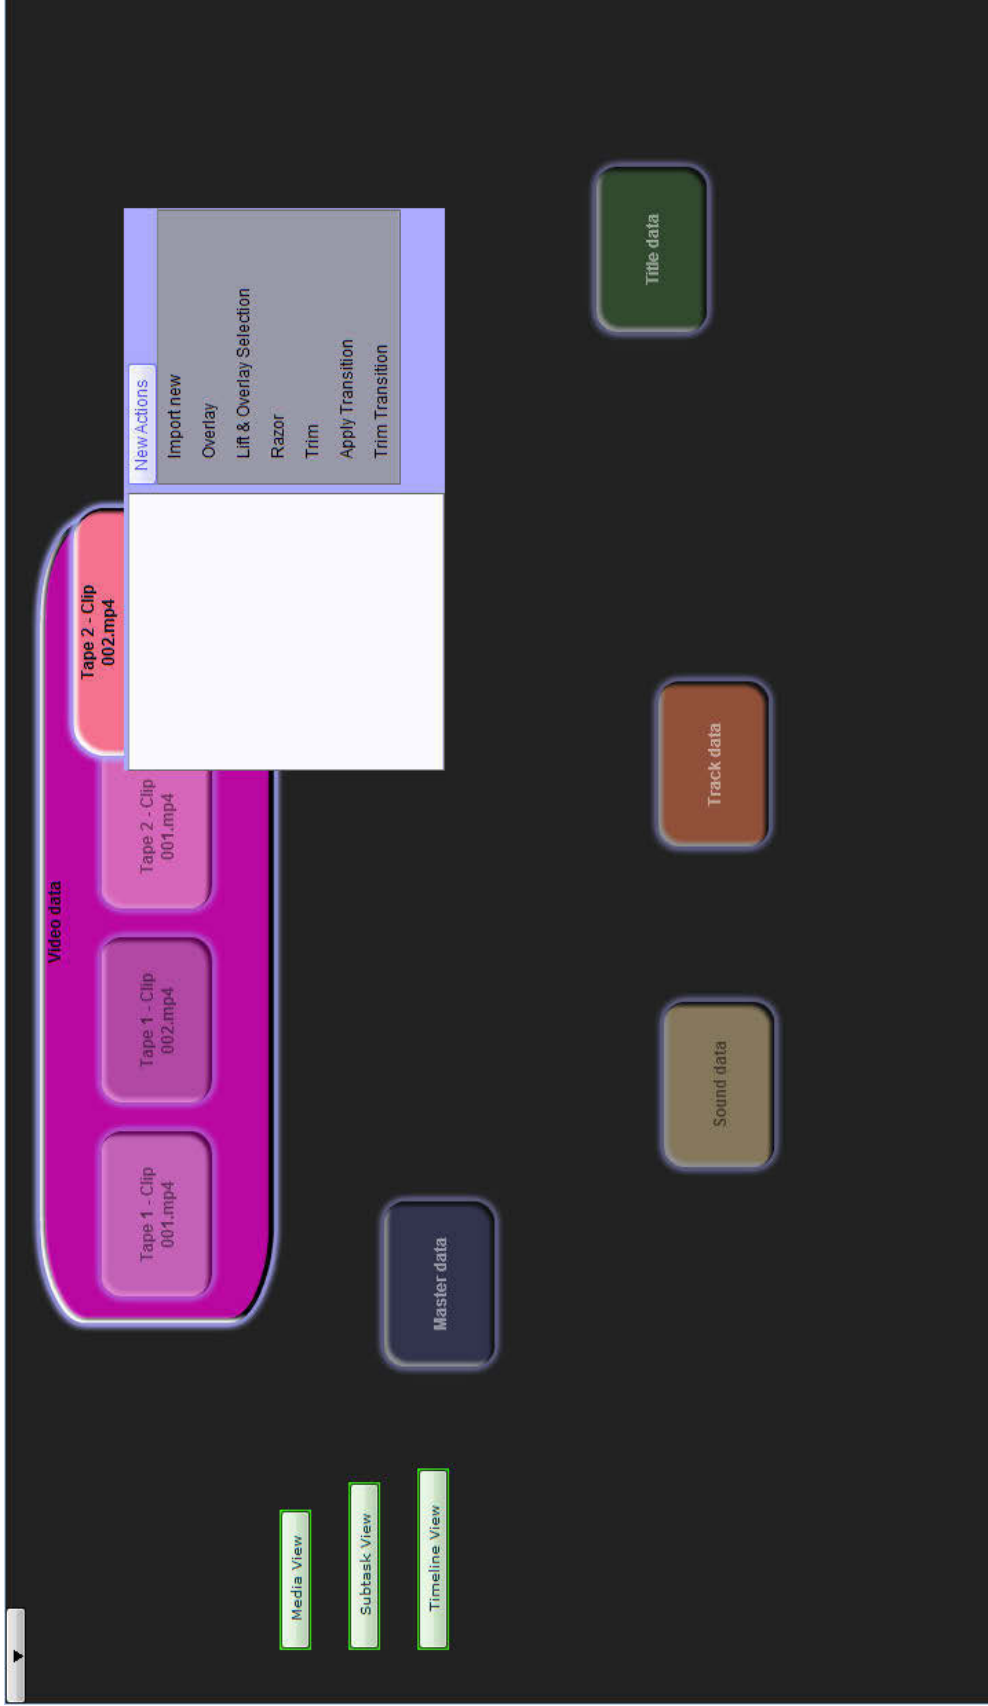 Video data
Tape 1 - Clip
001.mp4
Tape 1 - Clip
002.mp4
Tape 2 - Clip
001.mp4
Tape 2 - Clip
002.mp4
New Actions
Import new
Overlay
Lift & Overlay Selection
Razor
Trim
Apply Transition
Trim Transition
Media View
Subtask View
Timeline View
Master data
Sound data
Track data
Title data